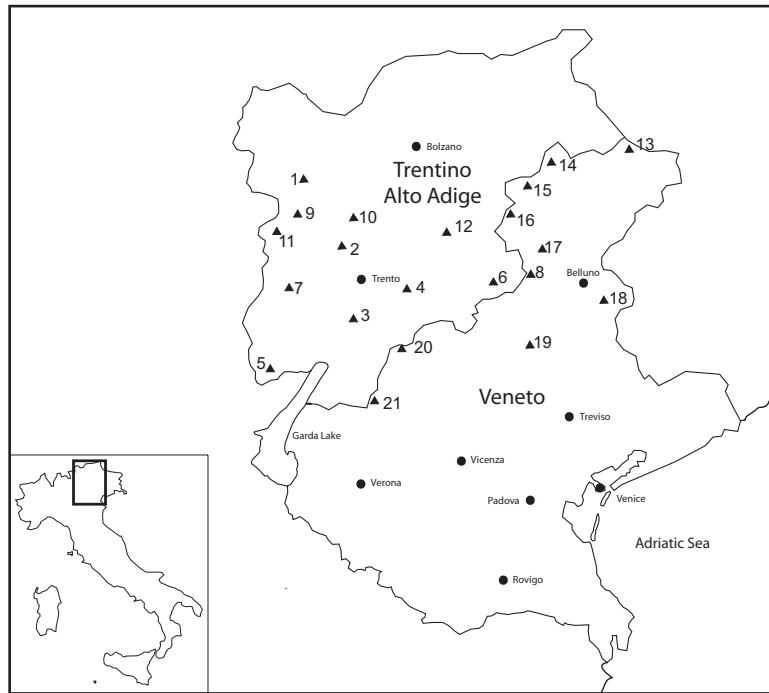 13
Bolzano
14
Trentino
Alto Adige
1
15
9
10
16
11
12
2
17
Trento
6
8
Belluno
7
4
18
3
20
19
5
Veneto
21
Treviso
Garda Lake
Vicenza
Verona
Padova
Venice
Adriatic Sea
Rovigo